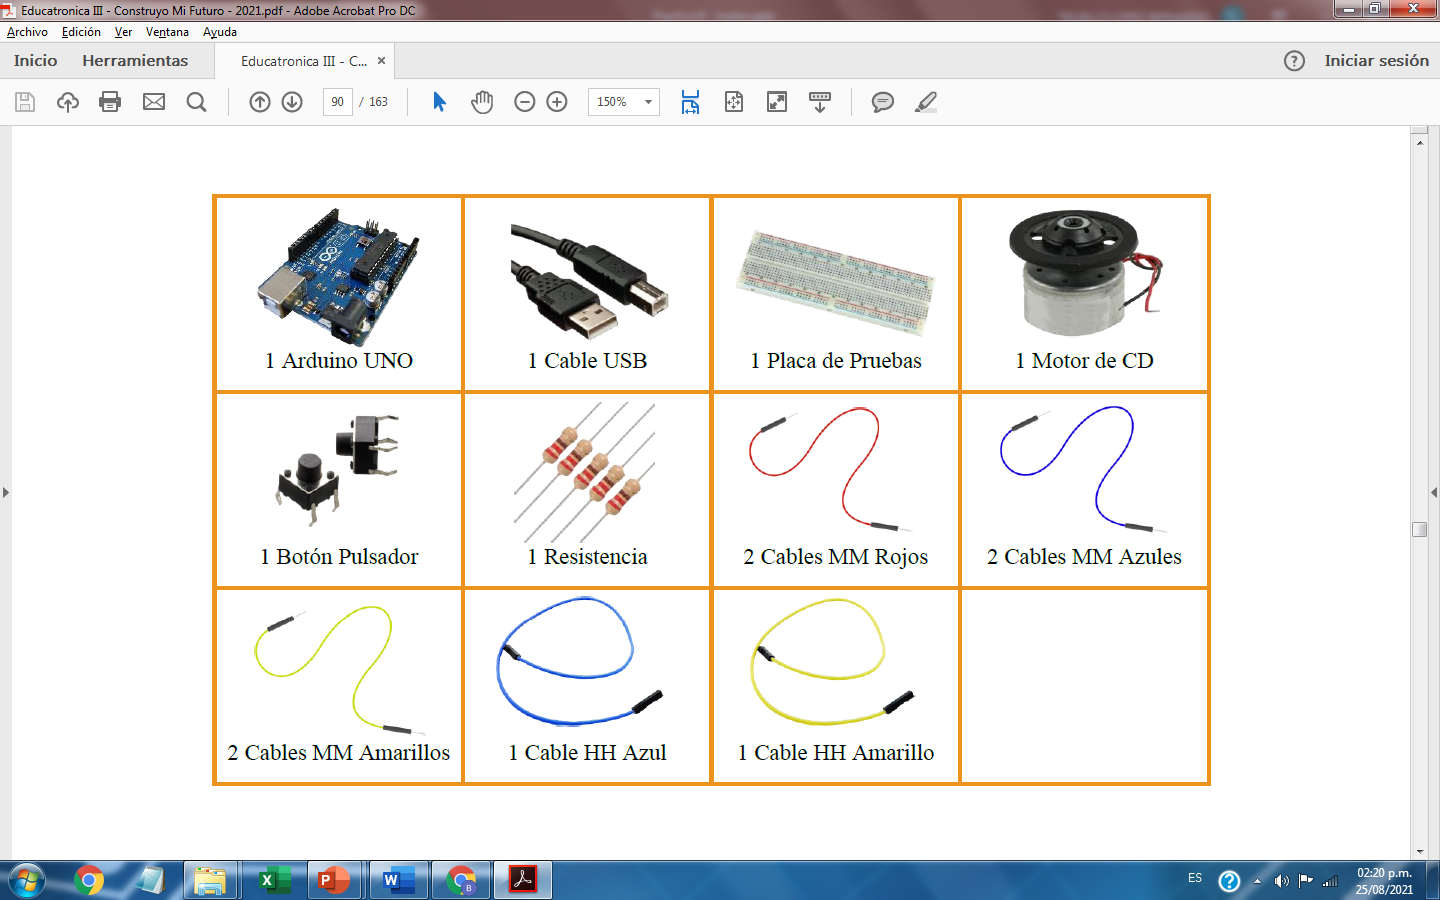 Educatronica III - Construyo Mi Futuro - 2021.pdf - Adobe Acrobat Pro DC
Archivo Edición Ver Ventana Ayuda
Inicio Herramientas Educatronica III - C... × Iniciar sesión
90 / 163 150%
1 Arduino UNO
1 Cable USB
1 Placa de Pruebas
1 Motor de CD
1 Botón Pulsador
1 Resistencia
2 Cables MM Rojos
2 Cables MM Azules
2 Cables MM Amarillos
1 Cable HH Azul
1 Cable HH Amarillo
ES
02:20 p.m.
25/08/2021